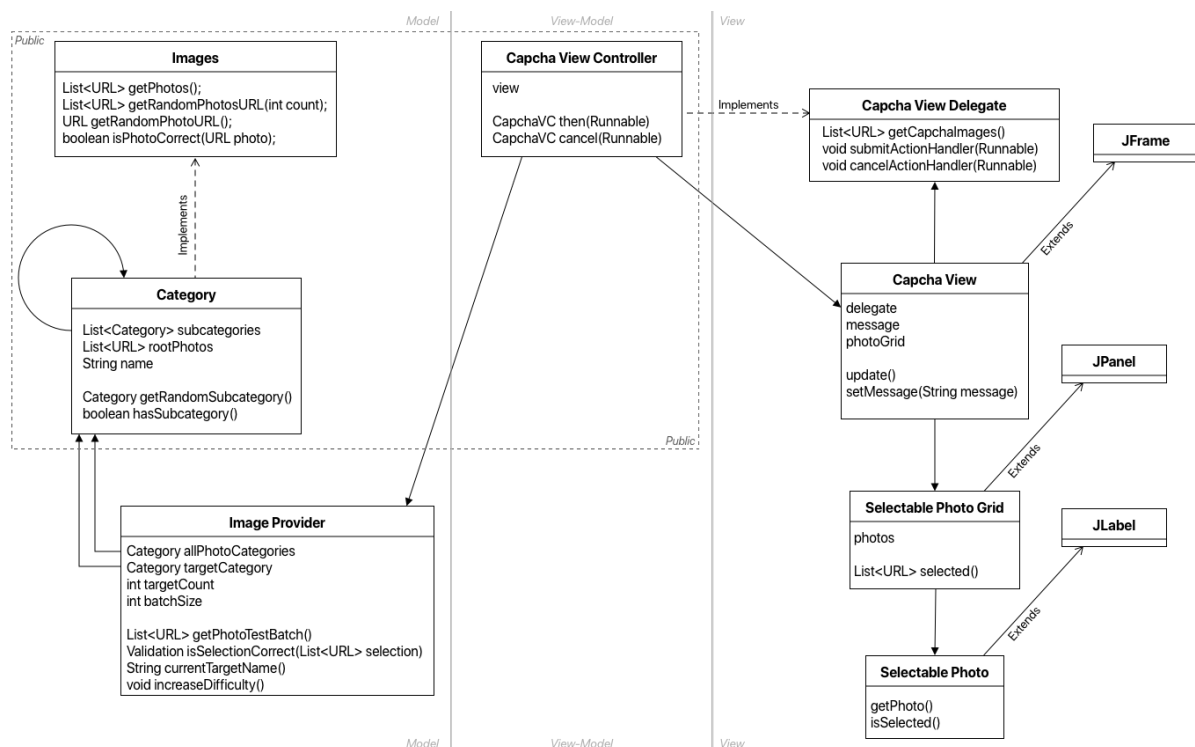 Model
View-Model
View
Public
Images
List<URL> getPhotos();
List<URL> getRandomPhotosURL(int count);
URL getRandomPhotoURL();
boolean isPhotoCorrect(URL photo);
Capcha View Controller
view
CapchaVC then(Runnable)
CapchaVC cancel(Runnable)
Implements
Capcha View Delegate
List<URL> getCapchaImages()
void submitActionHandler(Runnable)
void cancelActionHandler(Runnable)
JFrame
Implements
Extends
Category
List<Category> subcategories
List<URL> rootPhotos
String name
Category getRandomSubcategory()
boolean hasSubcategory()
Capcha View
delegate
message
photoGrid
update()
setMessage(String message)
JPanel
Public
Extends
Image Provider
Category allPhotoCategories
Category targetCategory
int targetCount
int batchSize
List<URL> getPhotoTestBatch()
Validation isSelectionCorrect(List<URL> selection)
String currentTargetName()
void increaseDifficulty()
Selectable Photo Grid
photos
List<URL> selected()
JLabel
Extends
Selectable Photo
getPhoto()
isSelected()
Model
View-Model
View